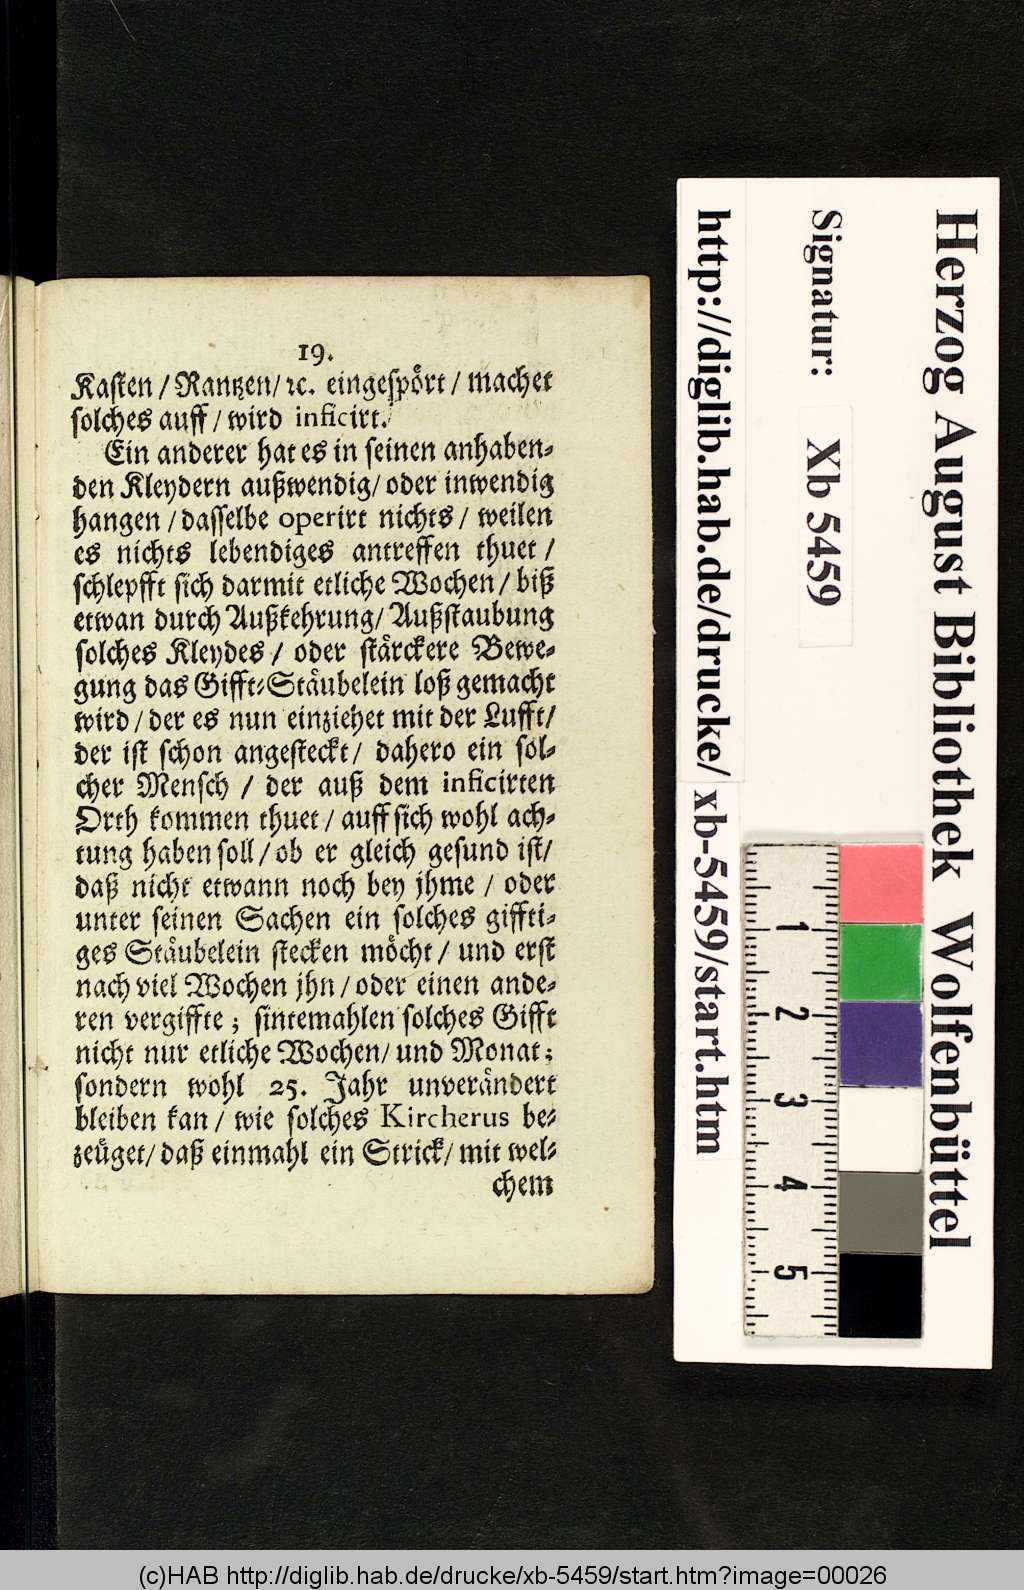 19.
Kasten / Rantzen / ꝛc. eingespört / machet
solches auff / wird inficirt.
Ein anderer hat es in seinen anhaben-
den Kleydern außwendig / oder inwendig
hangen / dasselbe operirt nichts / weilen
es nichts lebendiges antreffen thuet /
schlepfft sich darmit etliche Wochen / biß
etwan durch Außkehrung / Außstaubung
solches Kleydes / oder stärckere Bewe-
gung das Gifft-Stäubelein loß gemacht
wird / der es nun einziehet mit der Lufft /
der ist schon angesteckt / dahero ein sol-
cher Mensch / der auß dem inficirten
Orth kommen thuet / auff sich wohl ach-
tung haben soll / ob er gleich gesund ist /
daß nicht etwann noch bey jhme / oder
unter seinen Sachen ein solches giffti-
ges Stäubelein stecken möcht / und erst
nach viel Wochen jhn / oder einen ande-
ren vergiffte ; sintemahlen solches Gifft
nicht nur etliche Wochen / und Monat ;
sondern wohl 25. Jahr unverändert
bleiben kan / wie solches Kircherus be-
zeuget / daß einmahl ein Strick / mit wel-
chem
Herzog August Bibliothek Wolfenbüttel
Signatur: Xb 5459
http://diglib.hab.de/drucke/ xb-5459/start.htm
1
2
3
4
5
(c)HAB http://diglib.hab.de/drucke/xb-5459/start.htm?image=00026